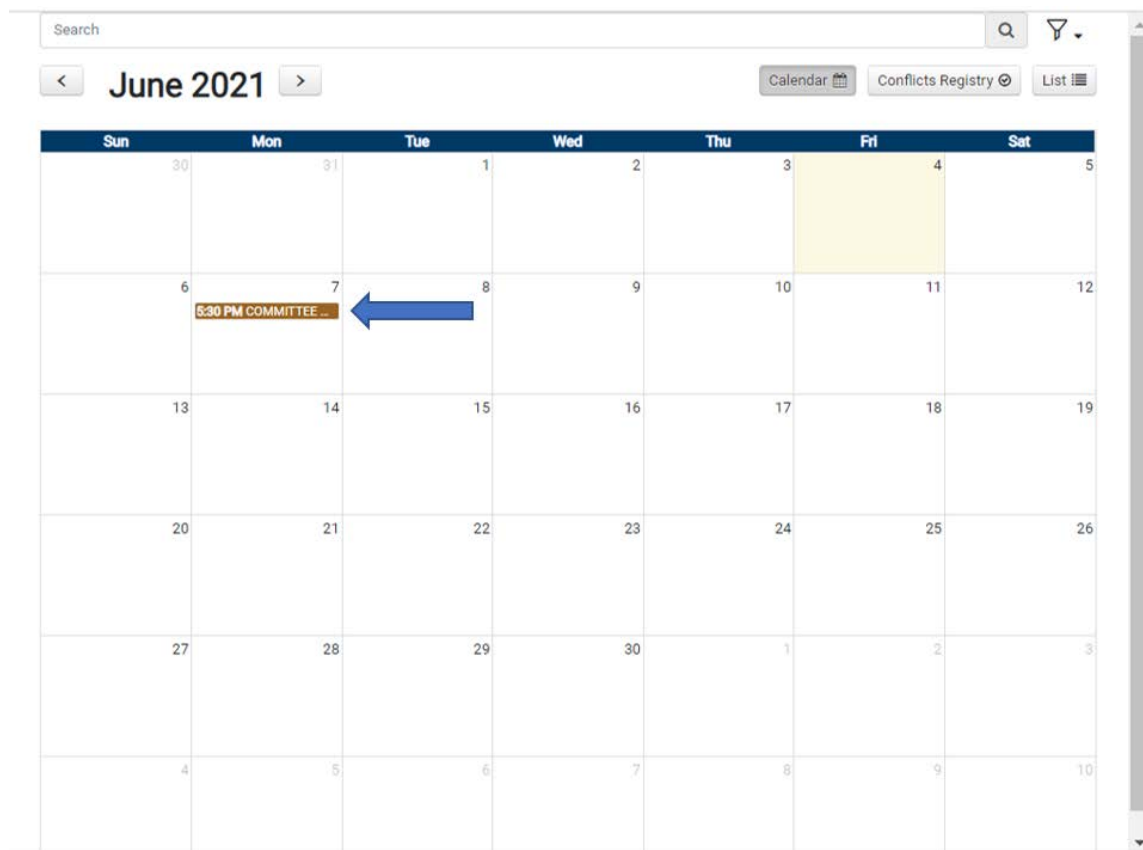 Search
June 2021
Calendar Conflicts Registry List
Sun Mon Tue Wed Thu Fri Sat
30 31 1 2 3 4 5
6 7 8 9 10 11 12
5:30 PM COMMITTEE ...
13 14 15 16 17 18 19
20 21 22 23 24 25 26
27 28 29 30 1 2 3
4 5 6 7 8 9 10